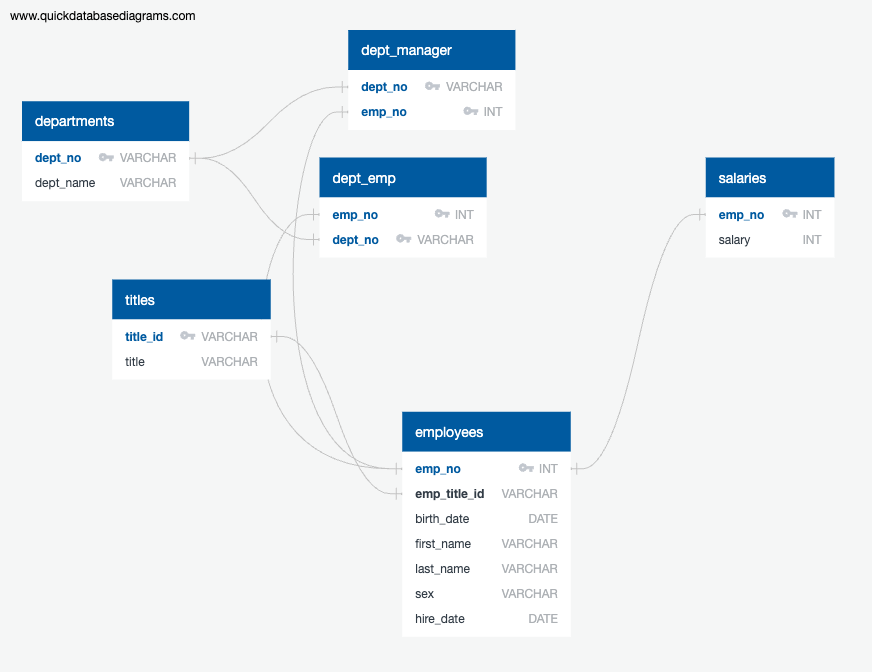 www.quickdatabasediagrams.com
dept_manager
dept_no VARCHAR
emp_no INT
departments
dept_no VARCHAR
dept_name VARCHAR
dept_emp
emp_no INT
dept_no VARCHAR
salaries
emp_no INT
salary INT
titles
title_id VARCHAR
title VARCHAR
employees
emp_no INT
emp_title_id VARCHAR
birth_date DATE
first_name VARCHAR
last_name VARCHAR
sex VARCHAR
hire_date DATE